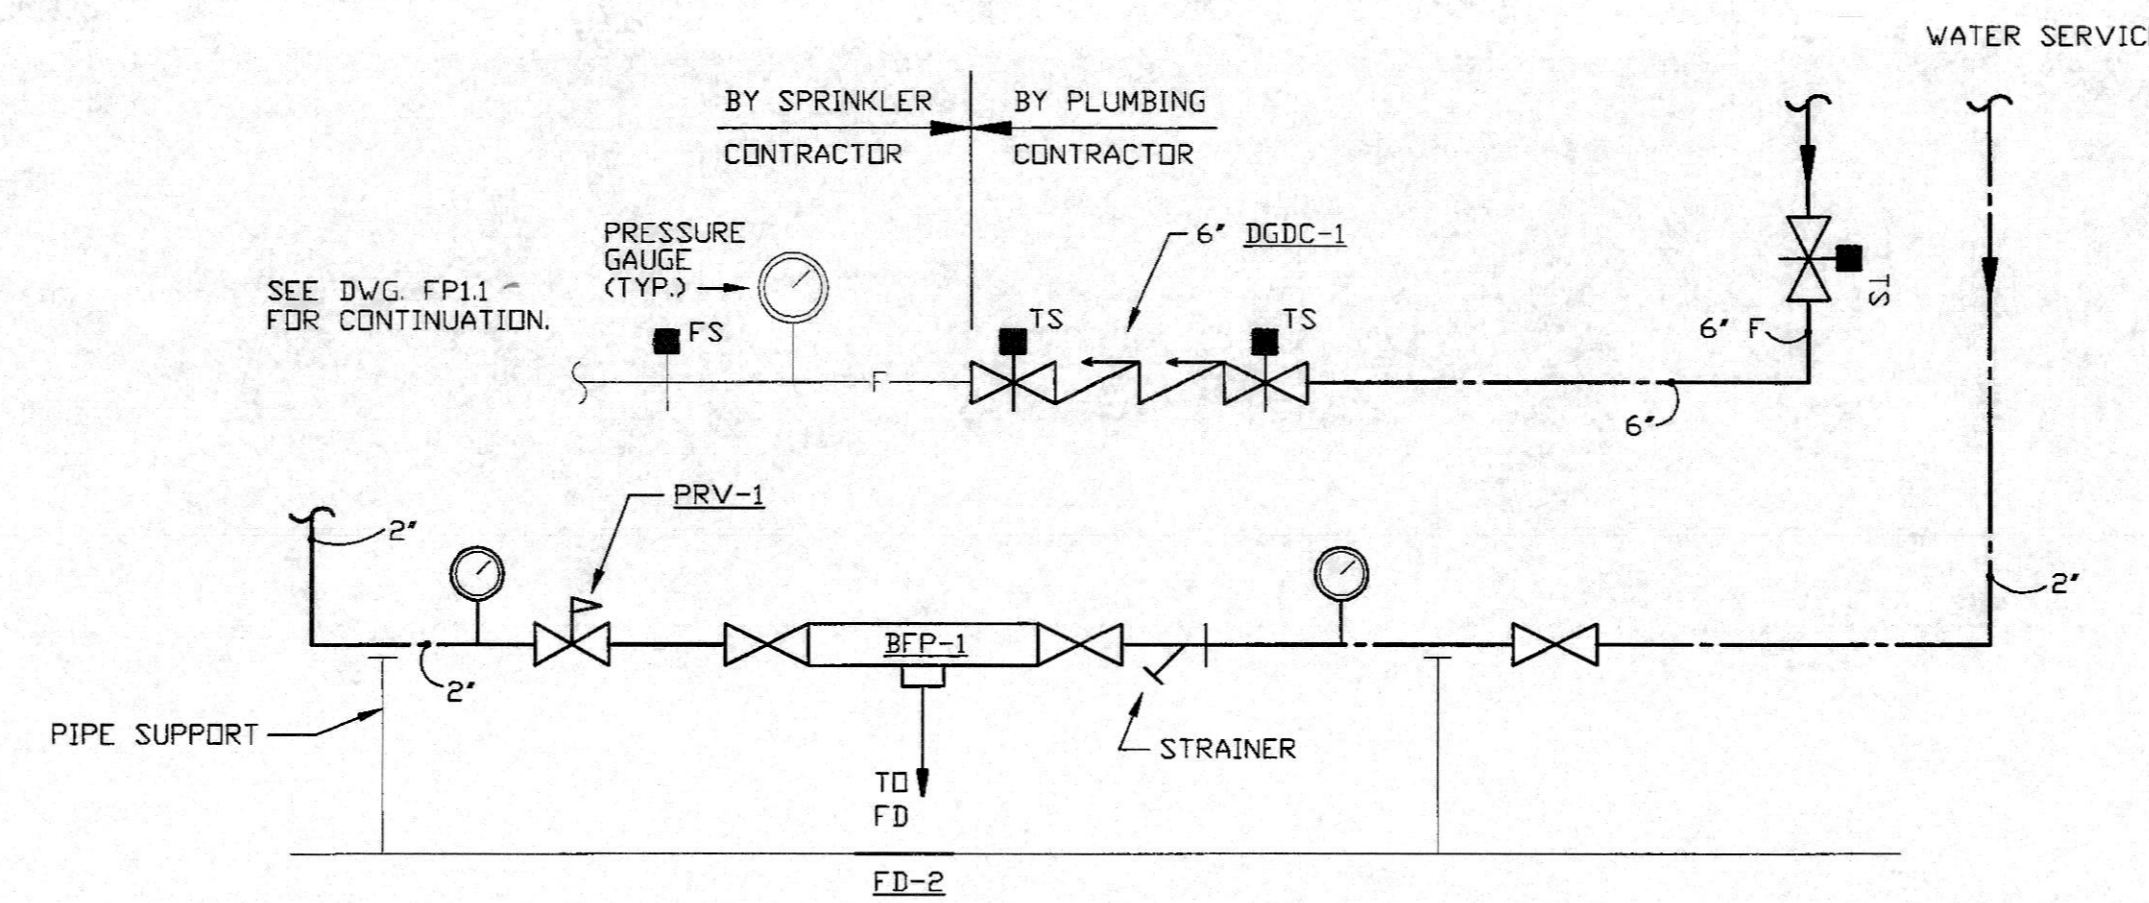 WATER SERVIC
BY SPRINKLER
CONTRACTOR
BY PLUMBING
CONTRACTOR
PRESSURE
GAUGE
(TYP.)
6" DGDC-1
SEE DWG. FP1.1
FOR CONTINUATION.
FS
TS
TS
TS
6" F
F
6"
PRV-1
2"
2"
BFP-1
2"
PIPE SUPPORT
STRAINER
TO
FD
FD-2